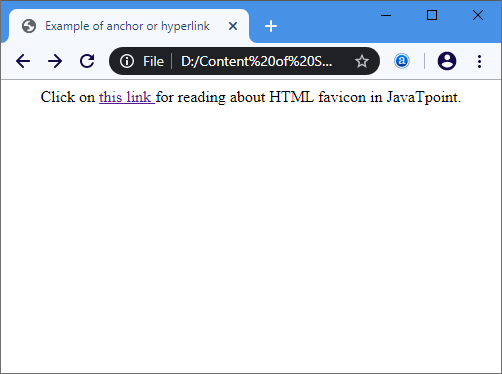 Example of anchor or hyperlink
File D:/Content%20of%20S...
a
Click on this link for reading about HTML favicon in JavaTpoint.